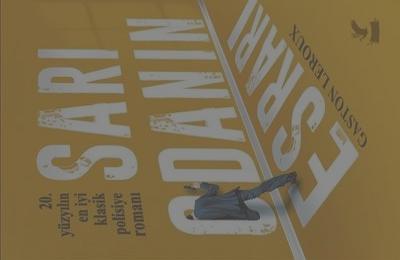 20.
yüzyılın
en iyi
klasik
polisiye
romanı
SARI
ODANIN
ESRARI
GASTON LEROUX